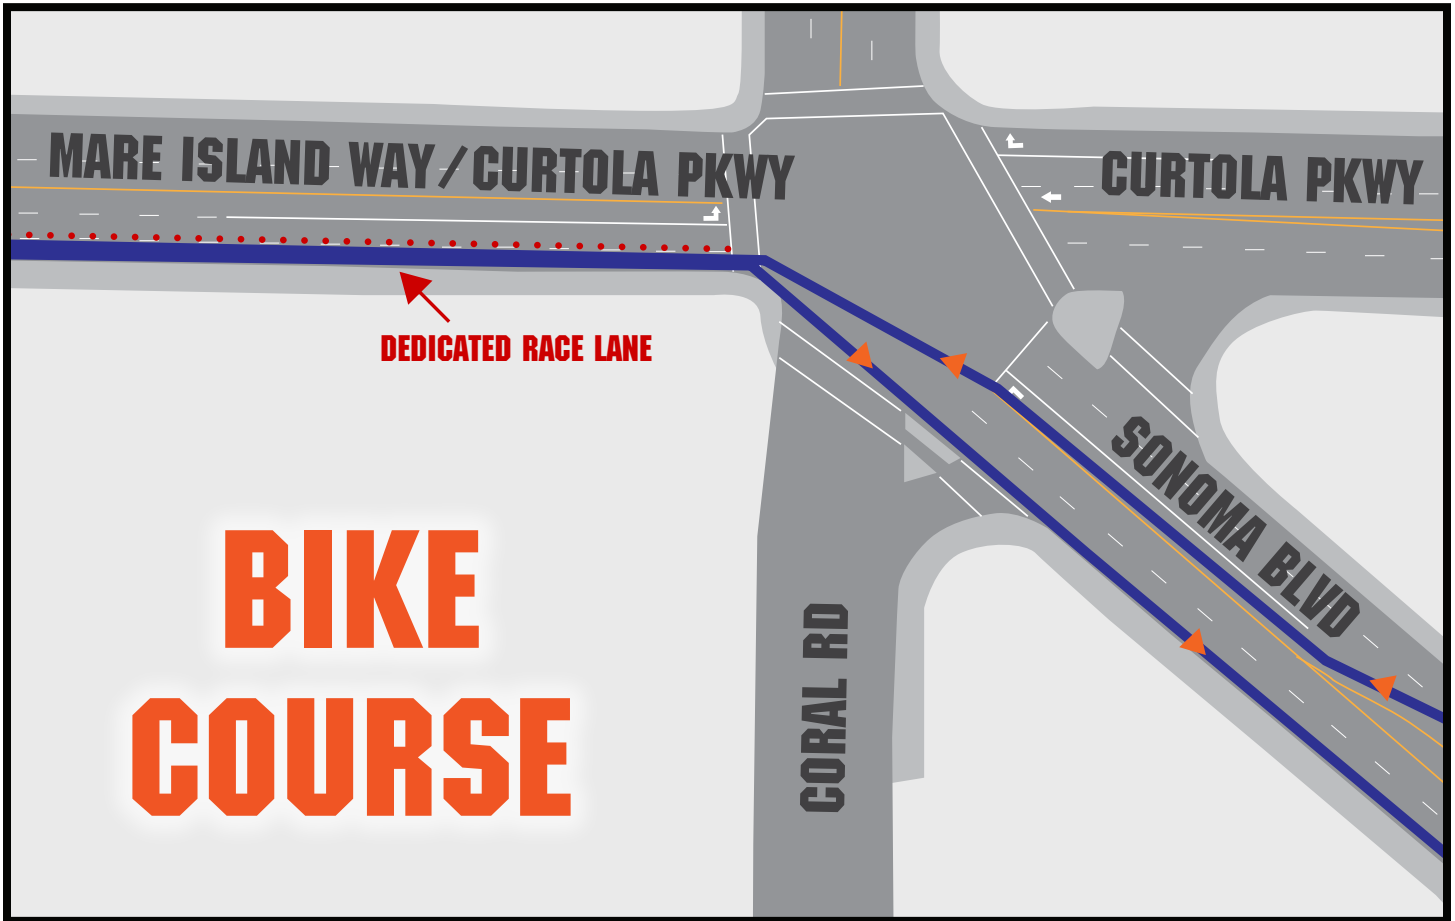 MARE ISLAND WAY/CURTOLA PKWY
CURTOLA PKWY
DEDICATED RACE LANE
SONOMA BLVD
BIKE
COURSE
CORAL RD